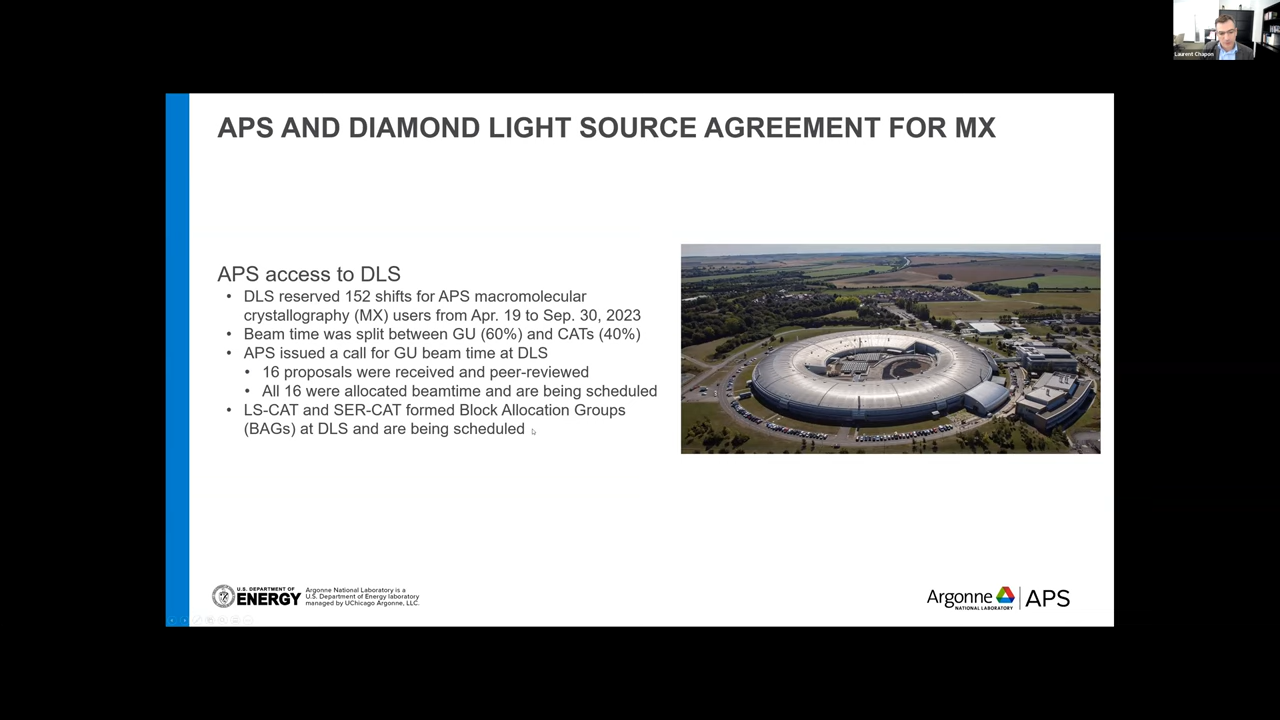 Laurent Chapon
APS AND DIAMOND LIGHT SOURCE AGREEMENT FOR MX
APS access to DLS
• DLS reserved 152 shifts for APS macromolecular
crystallography (MX) users from Apr. 19 to Sep. 30, 2023
• Beam time was split between GU (60%) and CATs (40%)
• APS issued a call for GU beam time at DLS
• 16 proposals were received and peer-reviewed
• All 16 were allocated beamtime and are being scheduled
• LS-CAT and SER-CAT formed Block Allocation Groups
(BAGs) at DLS and are being scheduled
U.S. DEPARTMENT OF
ENERGY
Argonne National Laboratory is a
U.S. Department of Energy laboratory
managed by UChicago Argonne, LLC.
Argonne
NATIONAL LABORATORY
APS